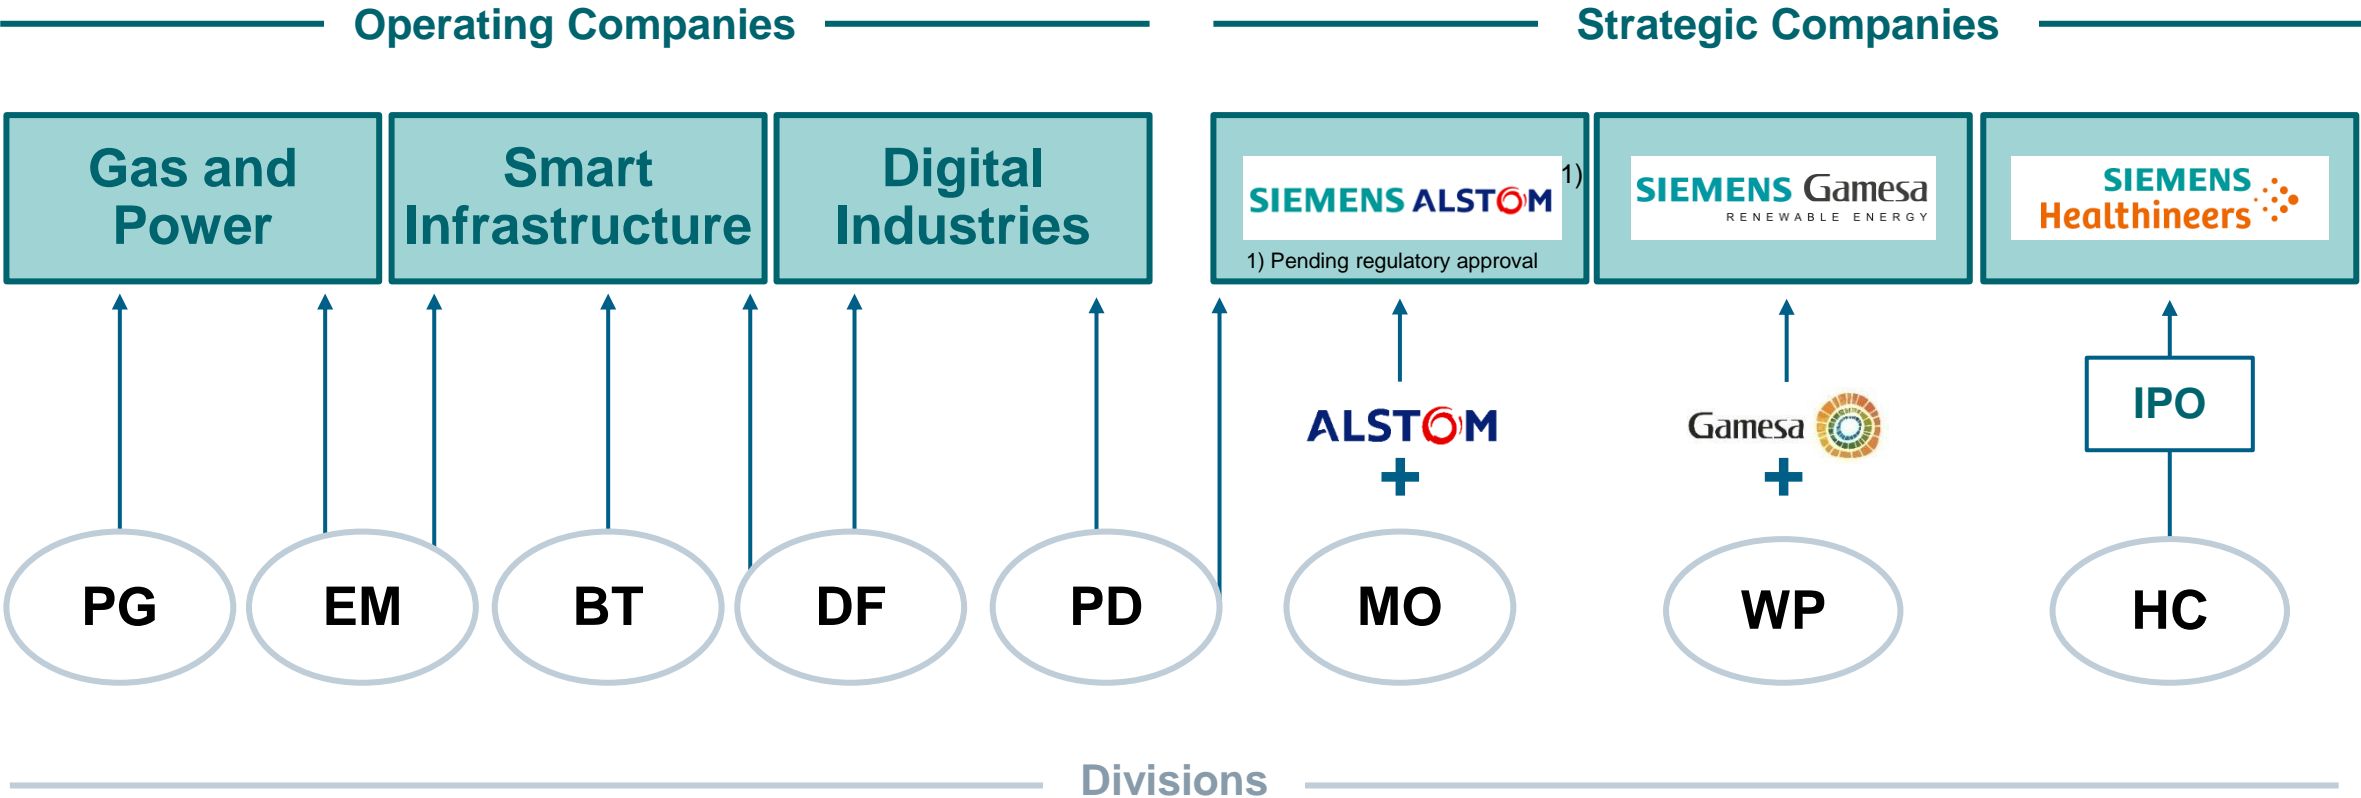 Operating Companies
Strategic Companies
Gas and
Power
Smart
Infrastructure
Digital
Industries
SIEMENS ALSTOM 1)
1) Pending regulatory approval
SIEMENS Gamesa
RENEWABLE ENERGY
SIEMENS
Healthineers
ALSTOM
+
Gamesa
+
IPO
PG
EM
BT
DF
PD
MO
WP
HC
Divisions